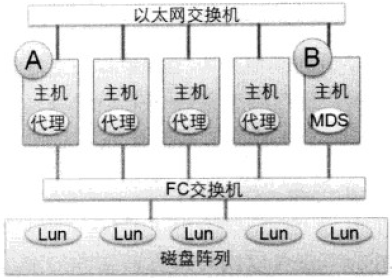 以太网交换机
A
B
主机 主机 主机 主机 主机
代理 代理 代理 代理 MDS
FC交换机
Lun Lun Lun Lun Lun
磁盘阵列